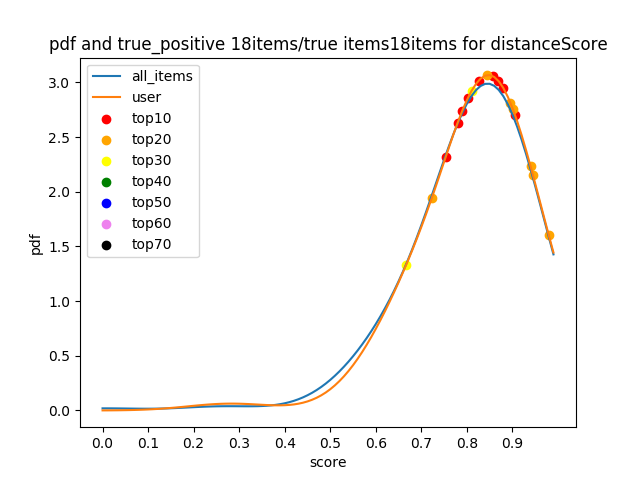 pdf and true_positive 18items/true items18items for distanceScore
all_items
user
top10
top20
top30
top40
top50
top60
top70
3.0
2.5
2.0
1.5
1.0
0.5
0.0
pdf
0.0 0.1 0.2 0.3 0.4 0.5 0.6 0.7 0.8 0.9
score